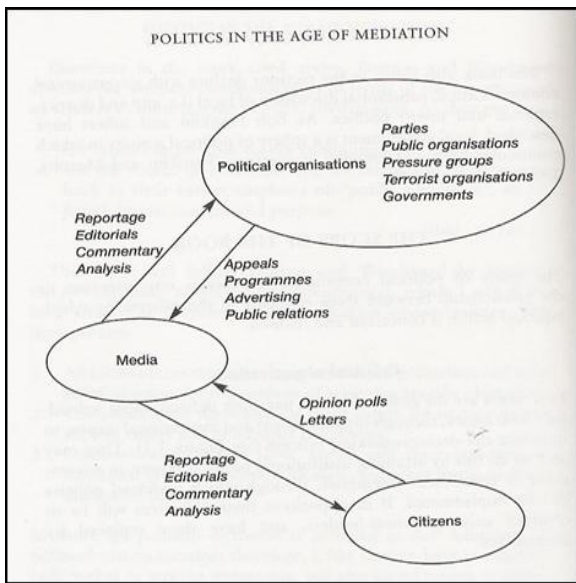 POLITICS IN THE AGE OF MEDIATION
Political organisations
Parties
Public organisations
Pressure groups
Terrorist organisations
Governments
Reportage
Editorials
Commentary
Analysis
Appeals
Programmes
Advertising
Public relations
Media
Opinion polls
Letters
Reportage
Editorials
Commentary
Analysis
Citizens